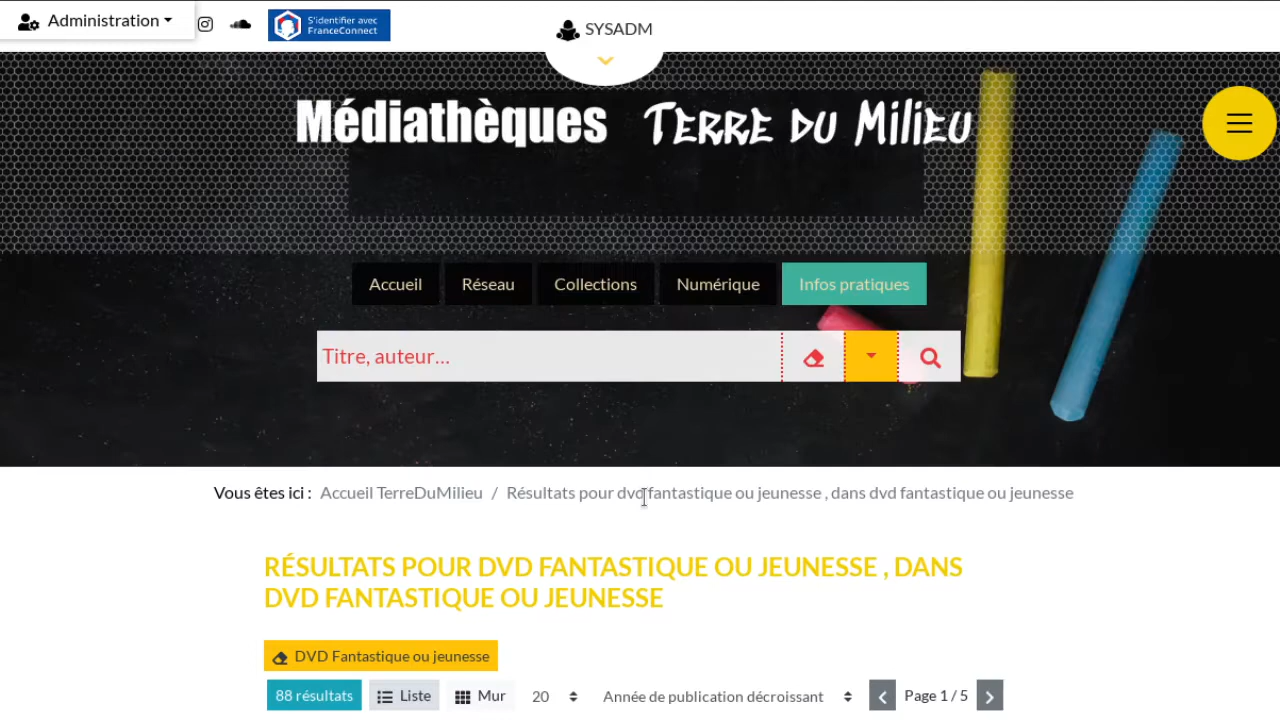 Administration
S'identifier avec
FranceConnect
SYSADM
Médiathèques TERRE DU MiliEU
Accueil
Réseau
Collections
Numérique
Infos pratiques
Titre, auteur...
Vous êtes ici : Accueil TerreDuMilieu / Résultats pour dvd fantastique ou jeunesse , dans dvd fantastique ou jeunesse
RÉSULTATS POUR DVD FANTASTIQUE OU JEUNESSE , DANS
DVD FANTASTIQUE OU JEUNESSE
DVD Fantastique ou jeunesse
88 résultats Liste Mur 20 Année de publication décroissant Page 1 / 5